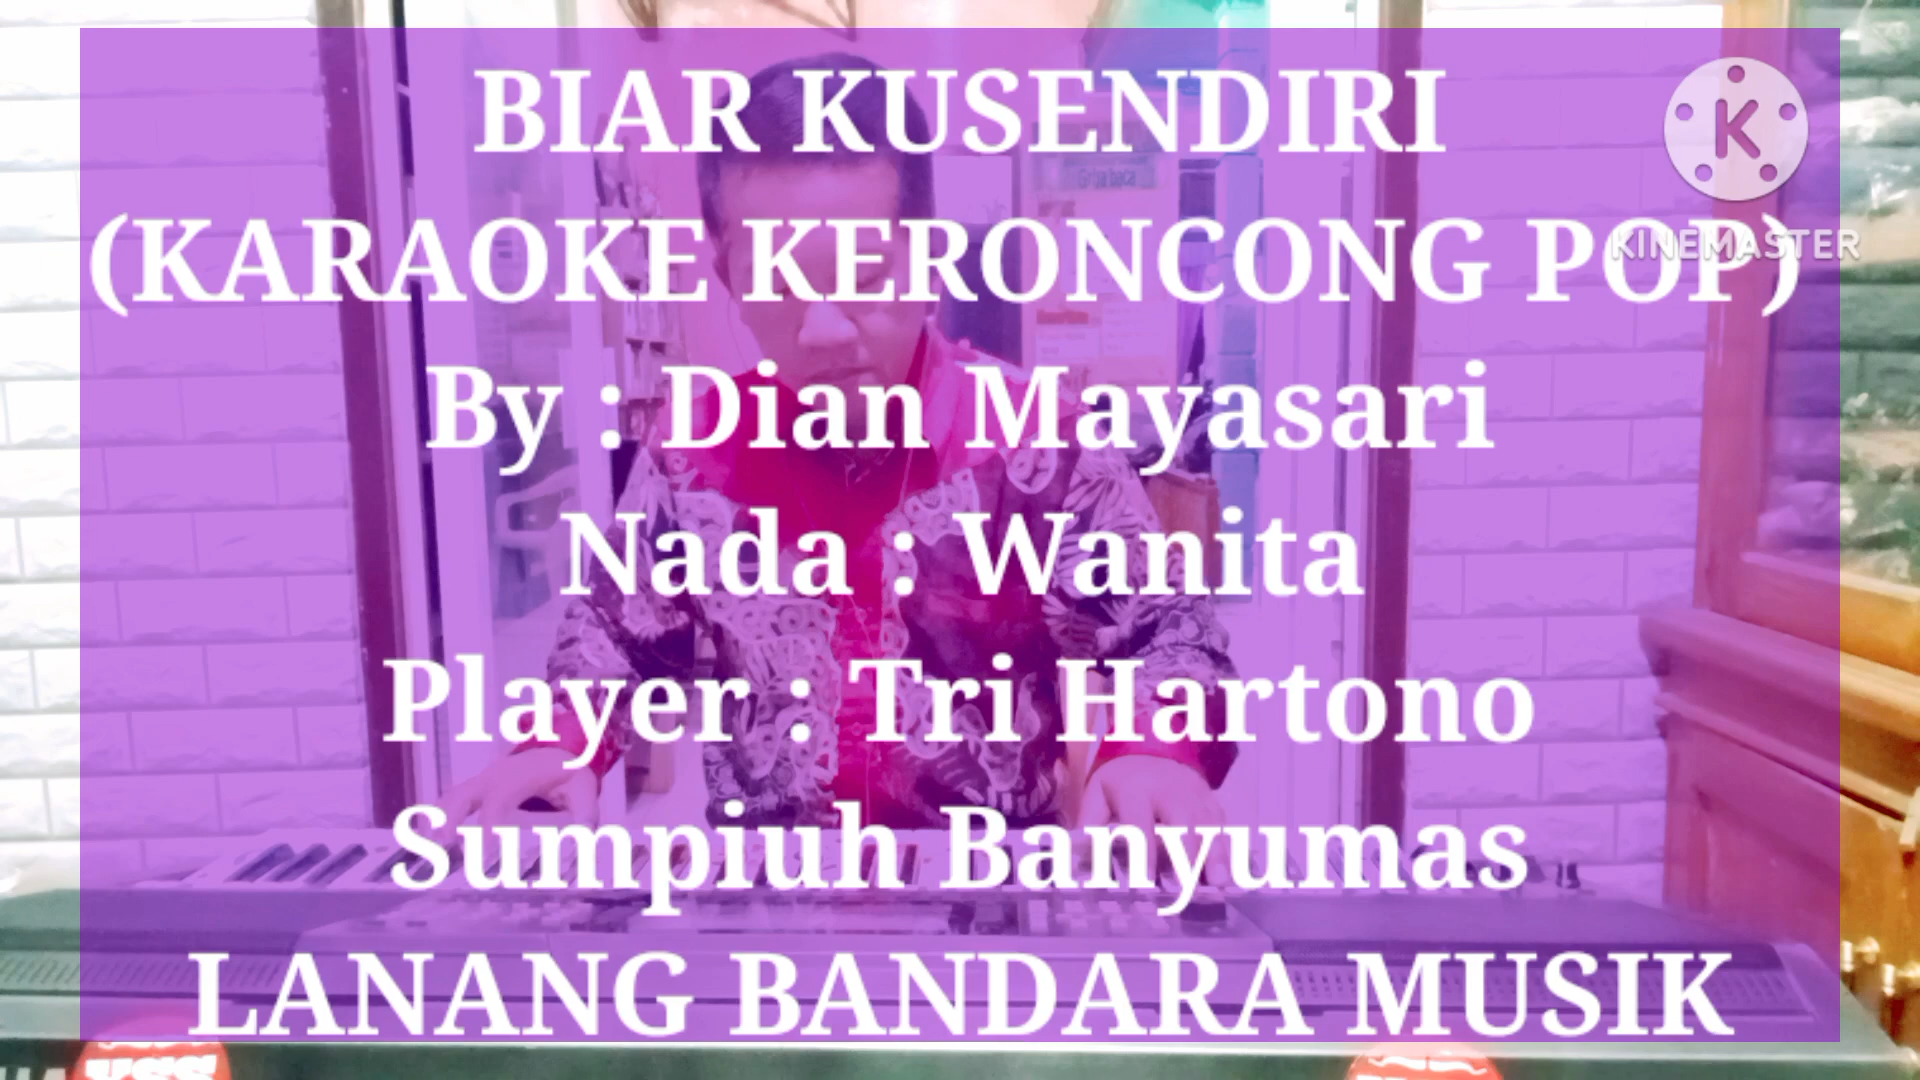 BIAR KUSENDIRI
(KARAOKE KERONCONG POP)
KINEMASTER
By : Dian Mayasari
Nada : Wanita
Player : Tri Hartono
Sumpiuh Banyumas
LANANG BANDARA MUSIK